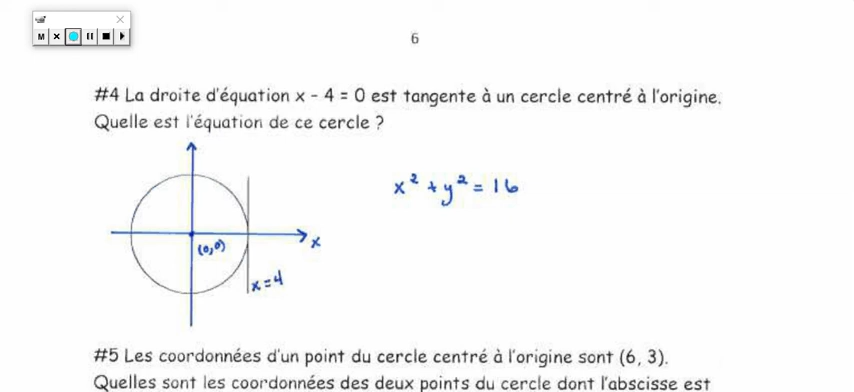 M
6
#4 La droite d'équation x - 4 = 0 est tangente à un cercle centré à l'origine.
Quelle est l'équation de ce cercle ?
x² + y² = 16
(0,0)
x
x=4
#5 Les coordonnées d'un point du cercle centré à l'origine sont (6, 3).
Quelles sont les coordonnées des deux points du cercle dont l'abscisse est